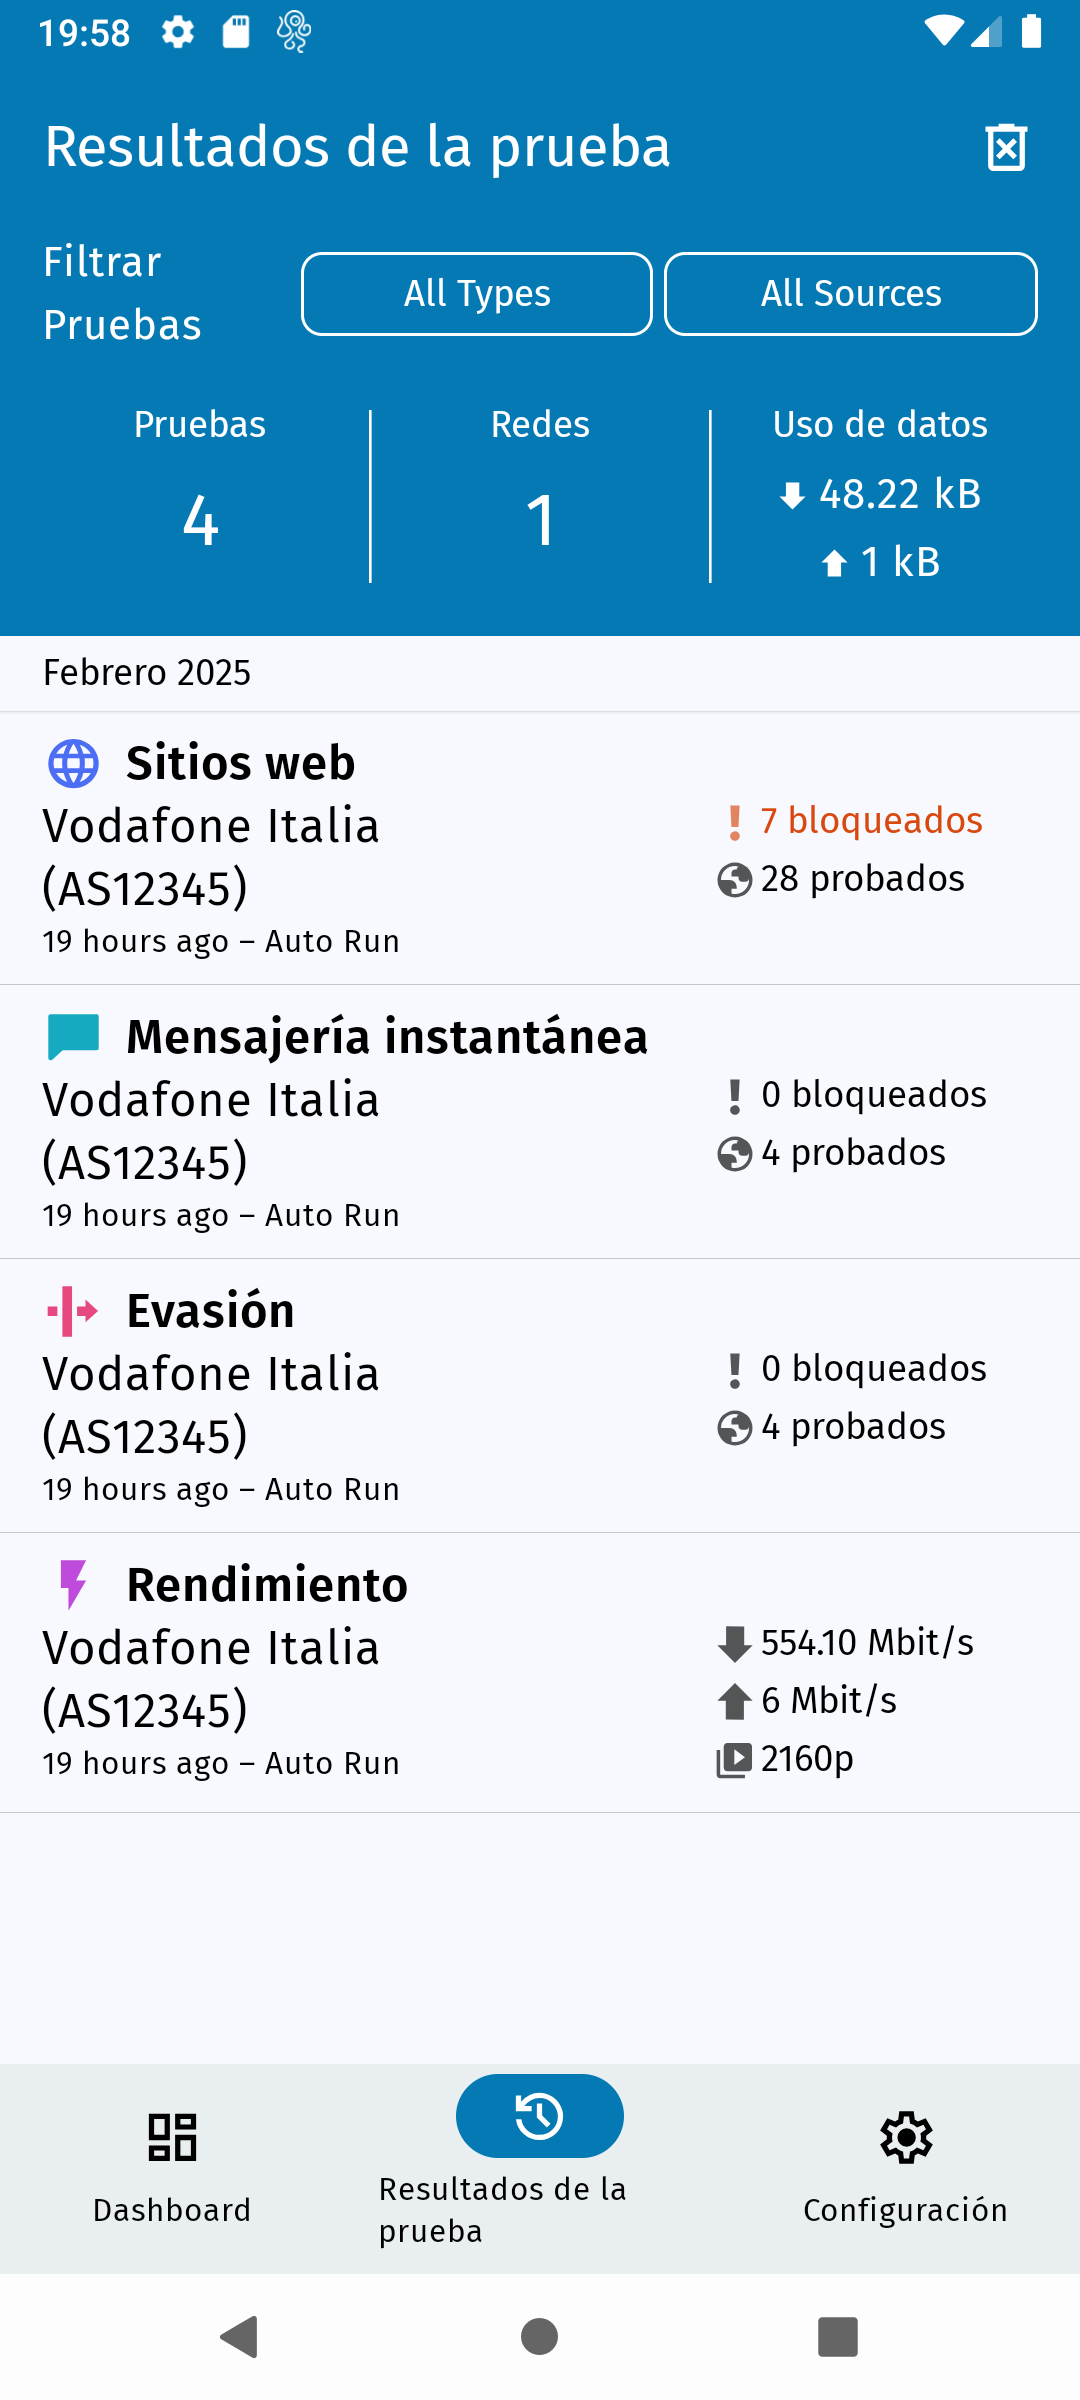 19:58
Resultados de la prueba
Filtrar
Pruebas
All Types
All Sources
Pruebas
4
Redes
1
Uso de datos
48.22 kB
1 kB
Febrero 2025
Sitios web
Vodafone Italia
(AS12345)
19 hours ago – Auto Run
7 bloqueados
28 probados
Mensajería instantánea
Vodafone Italia
(AS12345)
19 hours ago – Auto Run
0 bloqueados
4 probados
Evasión
Vodafone Italia
(AS12345)
19 hours ago – Auto Run
0 bloqueados
4 probados
Rendimiento
Vodafone Italia
(AS12345)
19 hours ago – Auto Run
554.10 Mbit/s
6 Mbit/s
2160p
Dashboard
Resultados de la
prueba
Configuración